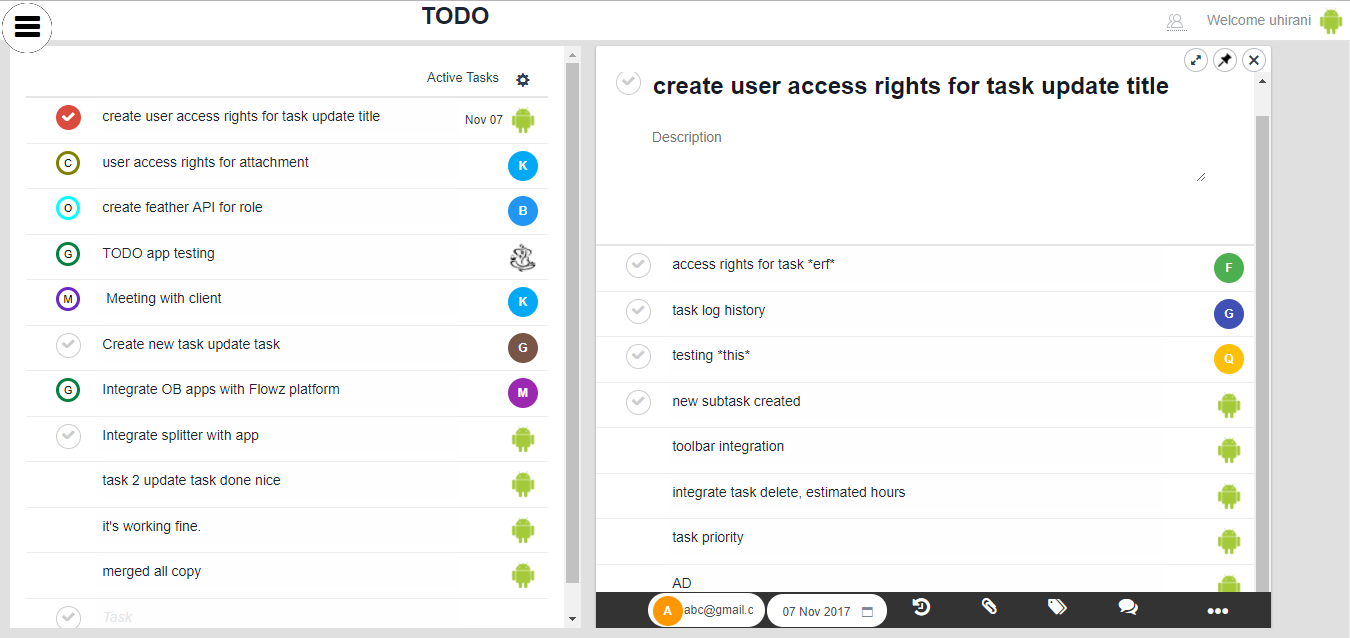 TODO
Welcome uhirani
Active Tasks
create user access rights for task update title
Nov 07
C
user access rights for attachment
K
O
create feather API for role
B
G
TODO app testing
M
Meeting with client
K
Create new task update task
G
G
Integrate OB apps with Flowz platform
M
Integrate splitter with app
task 2 update task done nice
it's working fine.
merged all copy
Task
create user access rights for task update title
Description
access rights for task *erf*
F
task log history
G
testing *this*
Q
new subtask created
toolbar integration
integrate task delete, estimated hours
task priority
AD
A
abc@gmail.c
07 Nov 2017